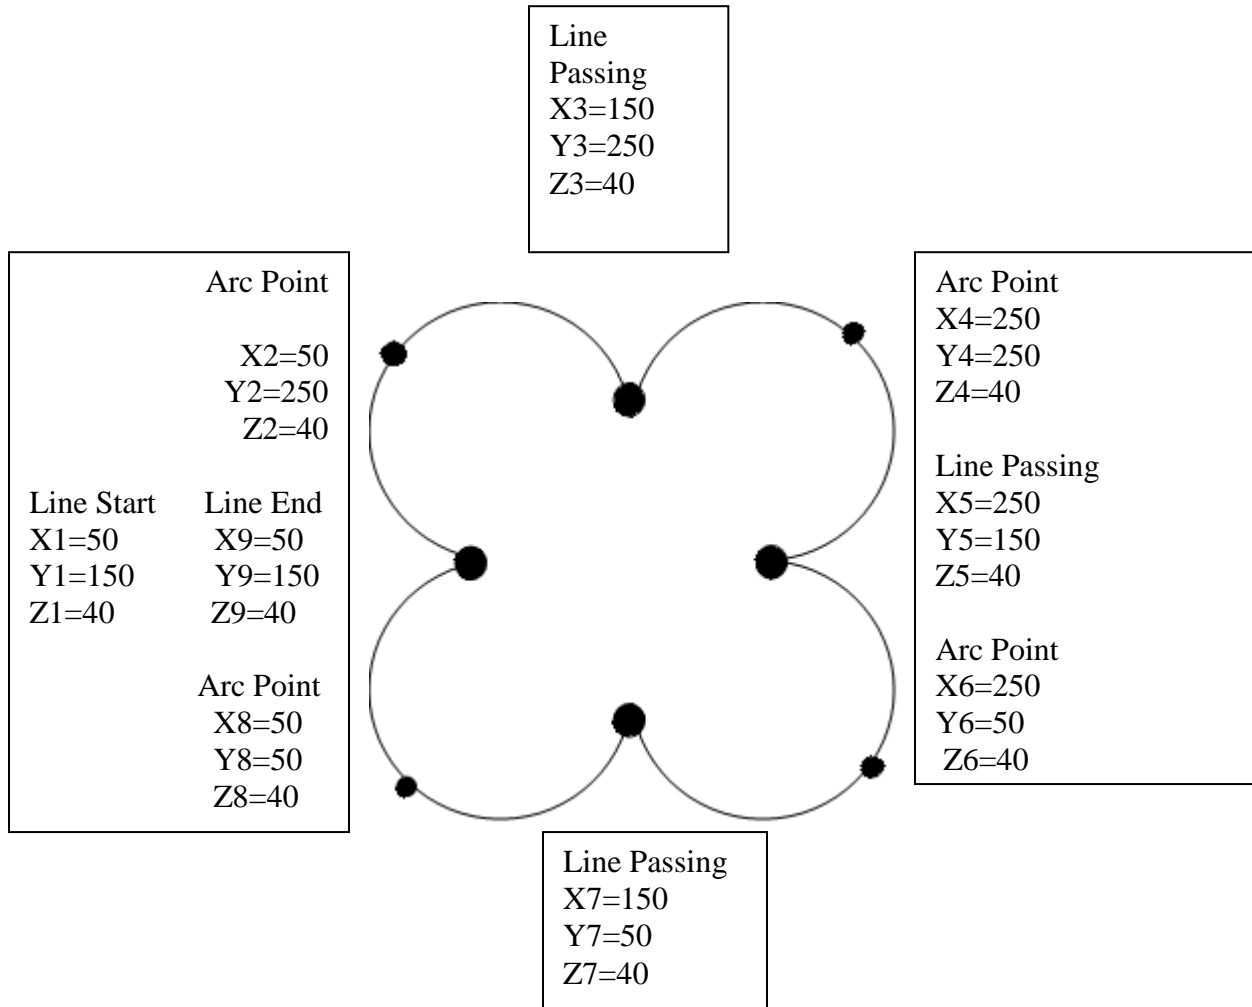 Line
Passing
X3=150
Y3=250
Z3=40
Arc Point
X2=50
Y2=250
Z2=40
Line Start Line End
X1=50 X9=50
Y1=150 Y9=150
Z1=40 Z9=40
Arc Point
X8=50
Y8=50
Z8=40
Arc Point
X4=250
Y4=250
Z4=40
Line Passing
X5=250
Y5=150
Z5=40
Arc Point
X6=250
Y6=50
Z6=40
Line Passing
X7=150
Y7=50
Z7=40